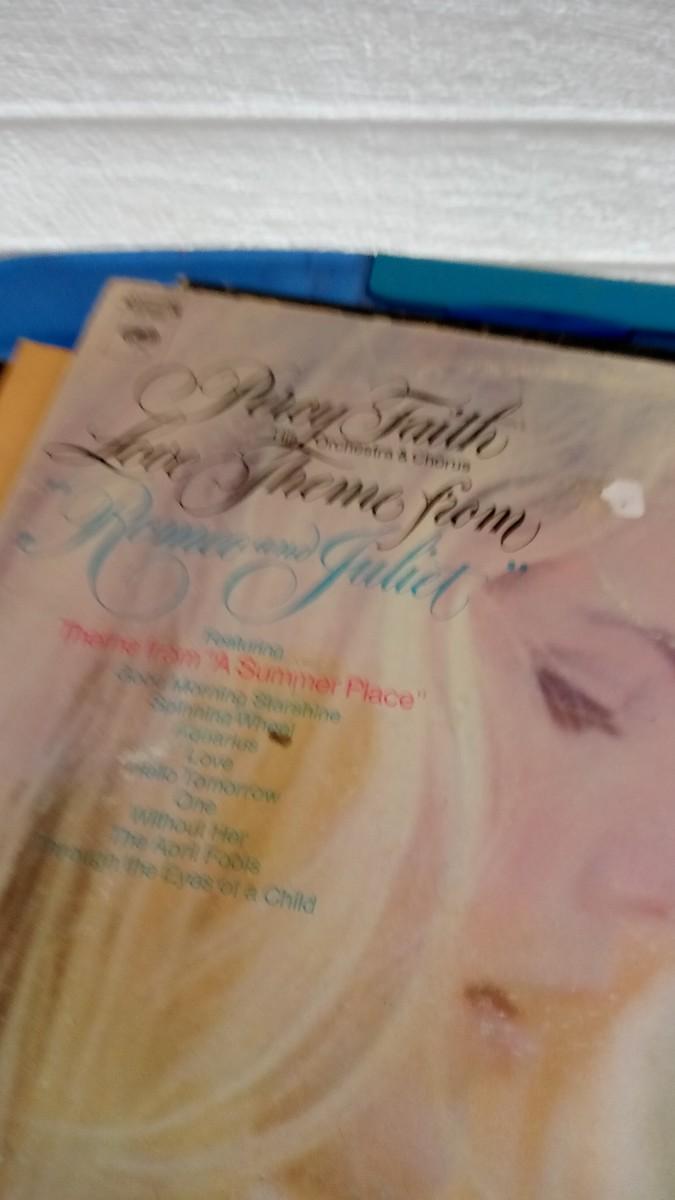 Percy Faith
His Orchestra & Chorus
Love Theme from
"Romeo and Juliet"
Featuring
Theme from "A Summer Place"
Good Morning Starshine
Spinning Wheel
Aquarius
Love
Hello Tomorrow
One
Without Her
The April Fools
Through the Eyes of a Child